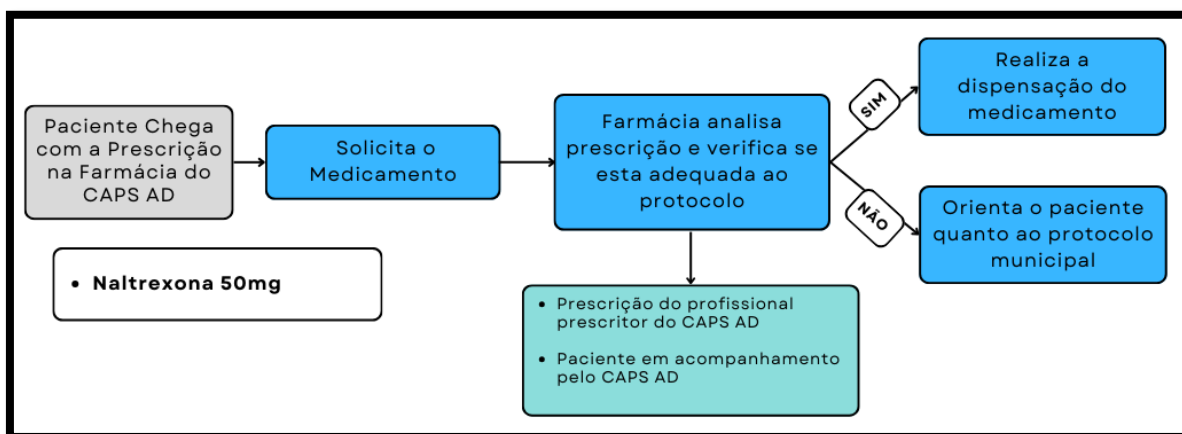 Paciente Chega
com a Prescrição
na Farmácia do
CAPS AD
Solicita o
Medicamento
Farmácia analisa
prescrição e verifica se
esta adequada ao
protocolo
SIM
Realiza a
dispensação do
medicamento
NÃO
Orienta o paciente
quanto ao protocolo
municipal
• Naltrexona 50mg
• Prescrição do profissional
prescritor do CAPS AD
• Paciente em acompanhamento
pelo CAPS AD